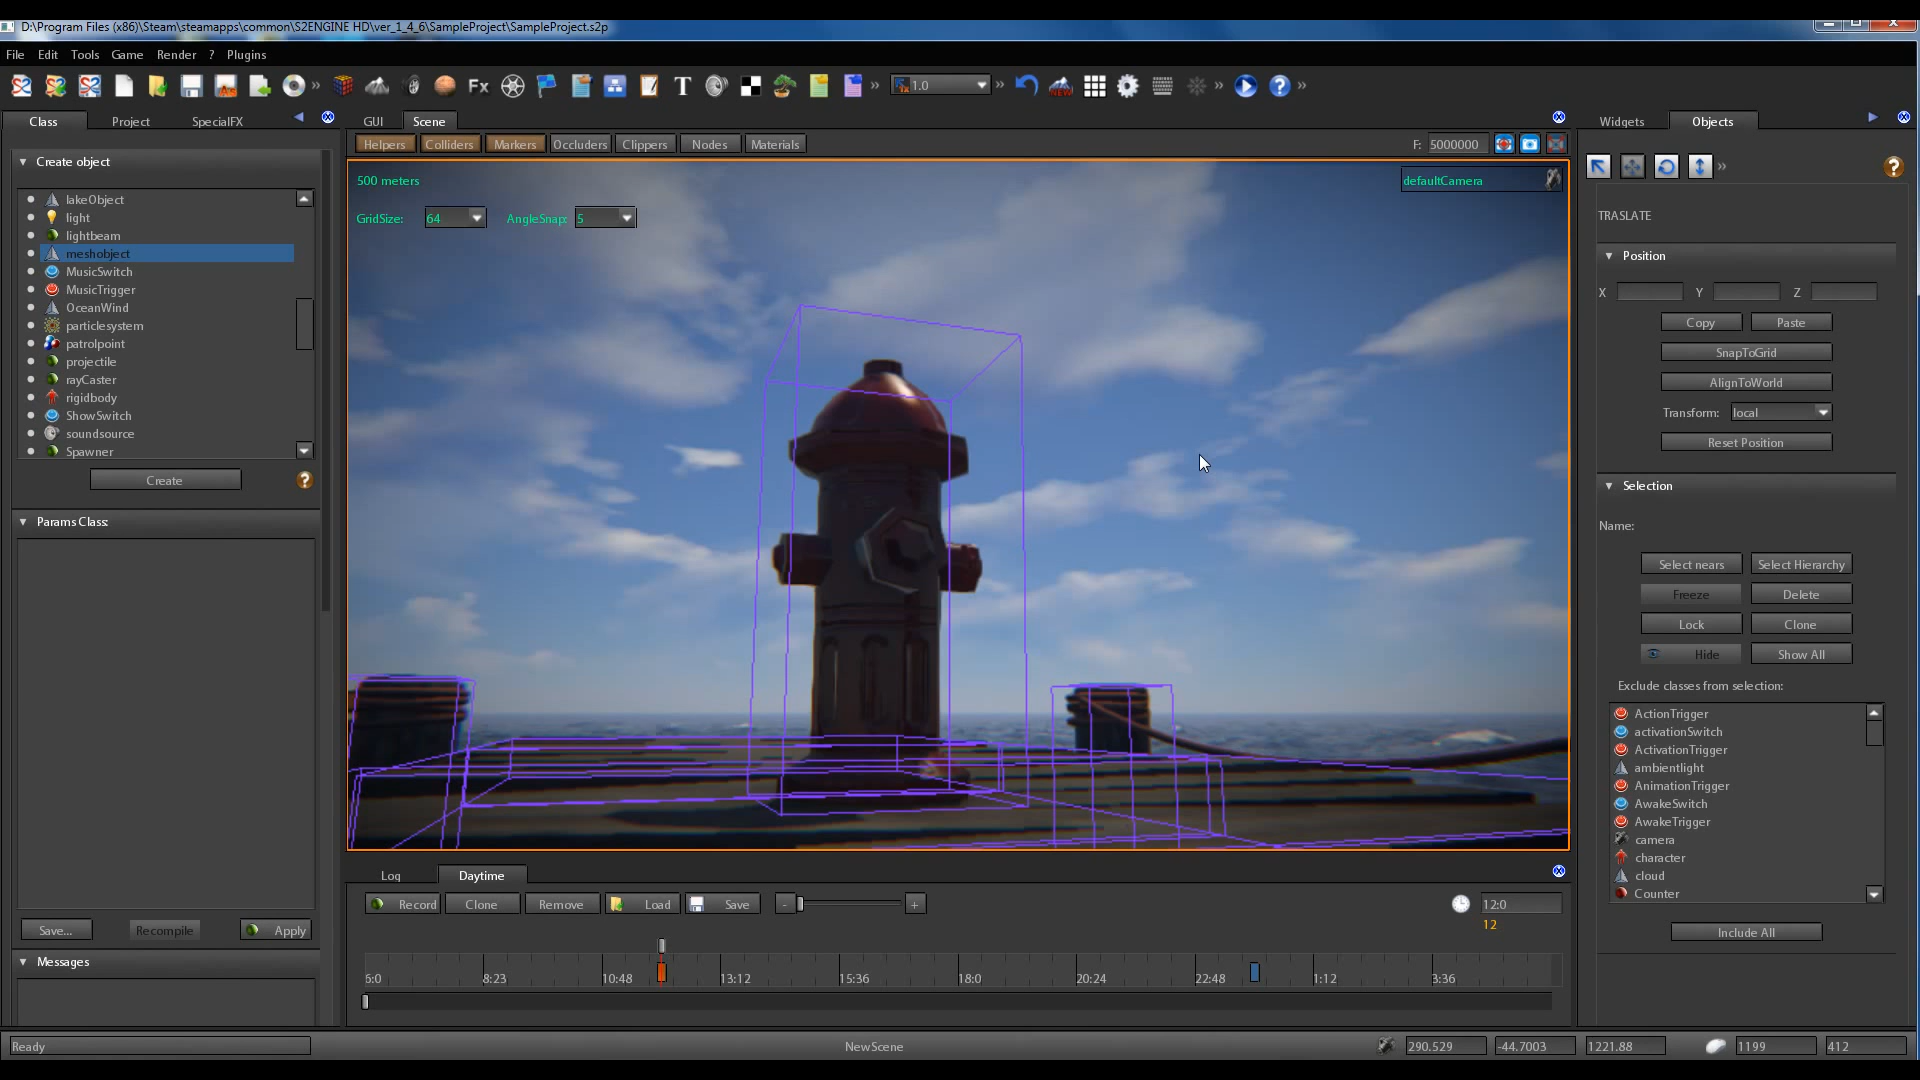 D:\Program Files (x86)\Steam\steamapps\common\S2ENGINE HD\ver_1_4_6\SampleProject\SampleProject.s2p
File Edit Tools Game Render ? Plugins
Fx T 1.0
Class Project SpecialFX
GUI Scene
Widgets Objects
Helpers Colliders Markers Occluders Clippers Nodes Materials
F: 5000000
Create object
lakeObject
light
lightbeam
meshobject
MusicSwitch
MusicTrigger
OceanWind
particlesystem
patrolpoint
projectile
rayCaster
rigidbody
ShowSwitch
soundsource
Spawner
Create
Params Class:
Save...
Recompile
Apply
Messages
500 meters
defaultCamera
GridSize: 64 AngleSnap: 5
TRASLATE
Position
X Y Z
Copy Paste
SnapToGrid
AlignToWorld
Transform: local
Reset Position
Selection
Name:
Select nears Select Hierarchy
Freeze Delete
Lock Clone
Hide Show All
Exclude classes from selection:
ActionTrigger
activationSwitch
ActivationTrigger
ambientlight
AnimationTrigger
AwakeSwitch
AwakeTrigger
camera
character
cloud
Counter
Include All
Log Daytime
Record Clone Remove Load Save - +
12:0
12
6:0 8:23 10:48 13:12 15:36 18:0 20:24 22:48 1:12 3:36
Ready
NewScene
290.529 -44.7003 1221.88 1199 412